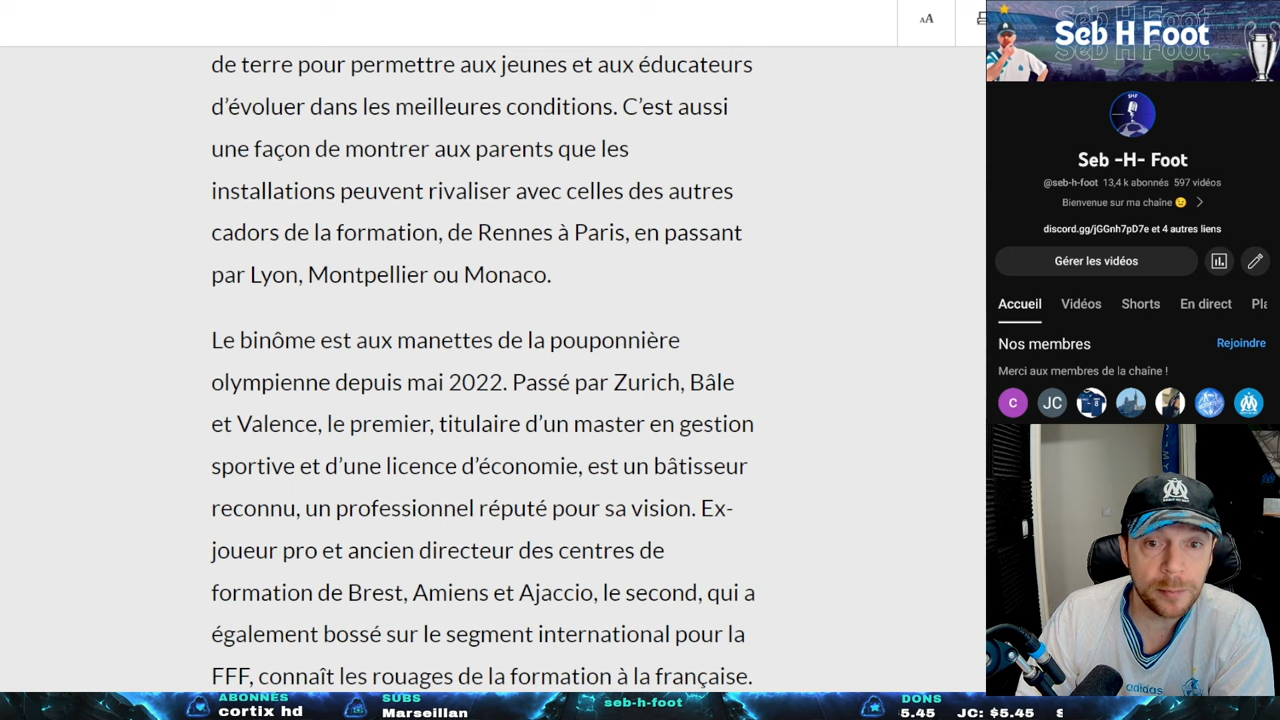 AA
de terre pour permettre aux jeunes et aux éducateurs
d’évoluer dans les meilleures conditions. C’est aussi
une façon de montrer aux parents que les
installations peuvent rivaliser avec celles des autres
cadors de la formation, de Rennes à Paris, en passant
par Lyon, Montpellier ou Monaco.
Le binôme est aux manettes de la pouponnière
olympienne depuis mai 2022. Passé par Zurich, Bâle
et Valence, le premier, titulaire d’un master en gestion
sportive et d’une licence d’économie, est un bâtisseur
reconnu, un professionnel réputé pour sa vision. Ex-
joueur pro et ancien directeur des centres de
formation de Brest, Amiens et Ajaccio, le second, qui a
également bossé sur le segment international pour la
FFF, connaît les rouages de la formation à la française.
Seb H Foot
SHF
Seb -H- Foot
@seb-h-foot 13,4 k abonnés 597 vidéos
Bienvenue sur ma chaîne
discord.gg/jGGnh7pD7e et 4 autres liens
Gérer les vidéos
Accueil Vidéos Shorts En direct Pla
Nos membres Rejoindre
Merci aux membres de la chaîne !
C JC
adidas
ABONNÉS
cortix hd
SUBS
Marseillan
seb-h-foot
DONS
5.45 JC: $5.45